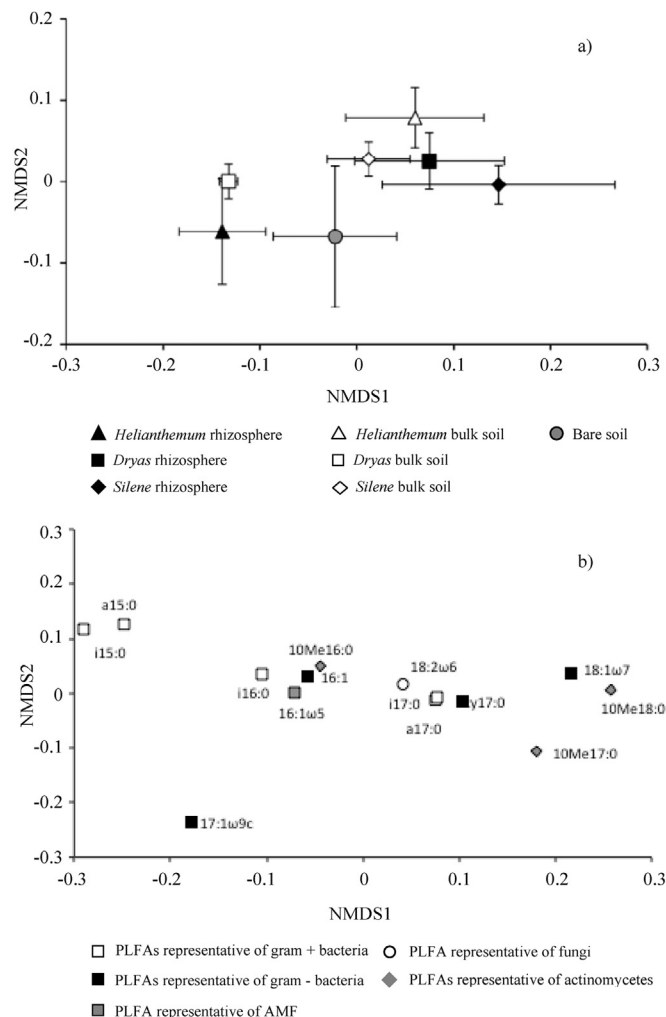 a)
0.2
0.1
0
-0.1
-0.2
NMDS2
-0.3
-0.2
-0.1
0
0.1
0.2
0.3
NMDS1
Helianthemum rhizosphere
Helianthemum bulk soil
Bare soil
Dryas rhizosphere
Dryas bulk soil
Silene rhizosphere
Silene bulk soil
b)
0.3
0.2
0.1
0
-0.1
-0.2
-0.3
NMDS2
a15:0
i15:0
10Me16:0
i16:0
16:1
16:1ω5
18:2ω6
i17:0
a17:0
y17:0
18:1ω7
10Me18:0
10Me17:0
17:1ω9c
-0.3
-0.2
-0.1
0
0.1
0.2
0.3
NMDS1
PLFAs representative of gram + bacteria
PLFA representative of fungi
PLFAs representative of gram - bacteria
PLFAs representative of actinomycetes
PLFA representative of AMF